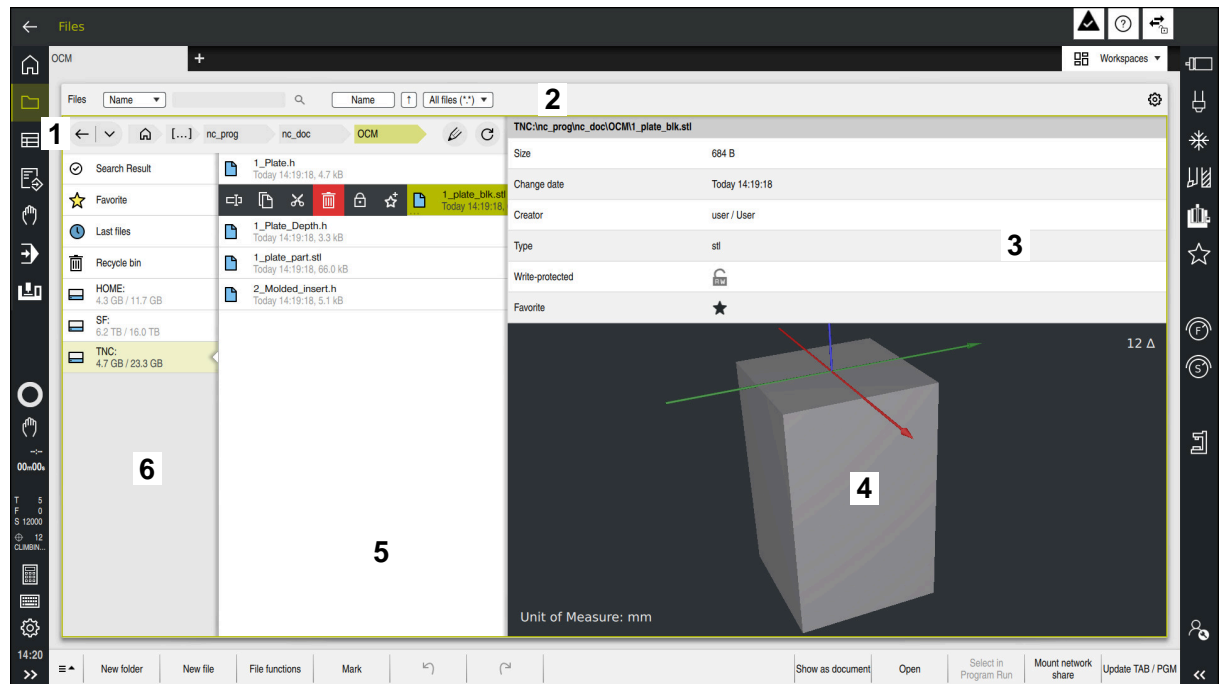 Files
OCM
+
Workspaces
Files Name Name ↑ All files (*.*)
2
1
[...] nc_prog nc_doc OCM
TNC:\nc_prog\nc_doc\OCM\1_plate_blk.stl
Search Result
Favorite
Last files
Recycle bin
HOME:
4.3 GB / 11.7 GB
SF:
6.2 TB / 16.0 TB
TNC:
4.7 GB / 23.3 GB
6
1_Plate.h
Today 14:19:18, 4.7 kB
1_plate_blk.stl
Today 14:19:18,
1_Plate_Depth.h
Today 14:19:18, 3.3 kB
1_plate_part.stl
Today 14:19:18, 66.0 kB
2_Molded_insert.h
Today 14:19:18, 5.1 kB
5
Size 684 B
Change date Today 14:19:18
Creator user / User
Type stl
3
Write-protected
Favorite
12 Δ
4
Unit of Measure: mm
F
S
--:--
00m00s
T 5
F 0
S 12000
12
CLIMBIN...
14:20
New folder New file File functions Mark Show as document Open Select in Program Run Mount network share Update TAB / PGM